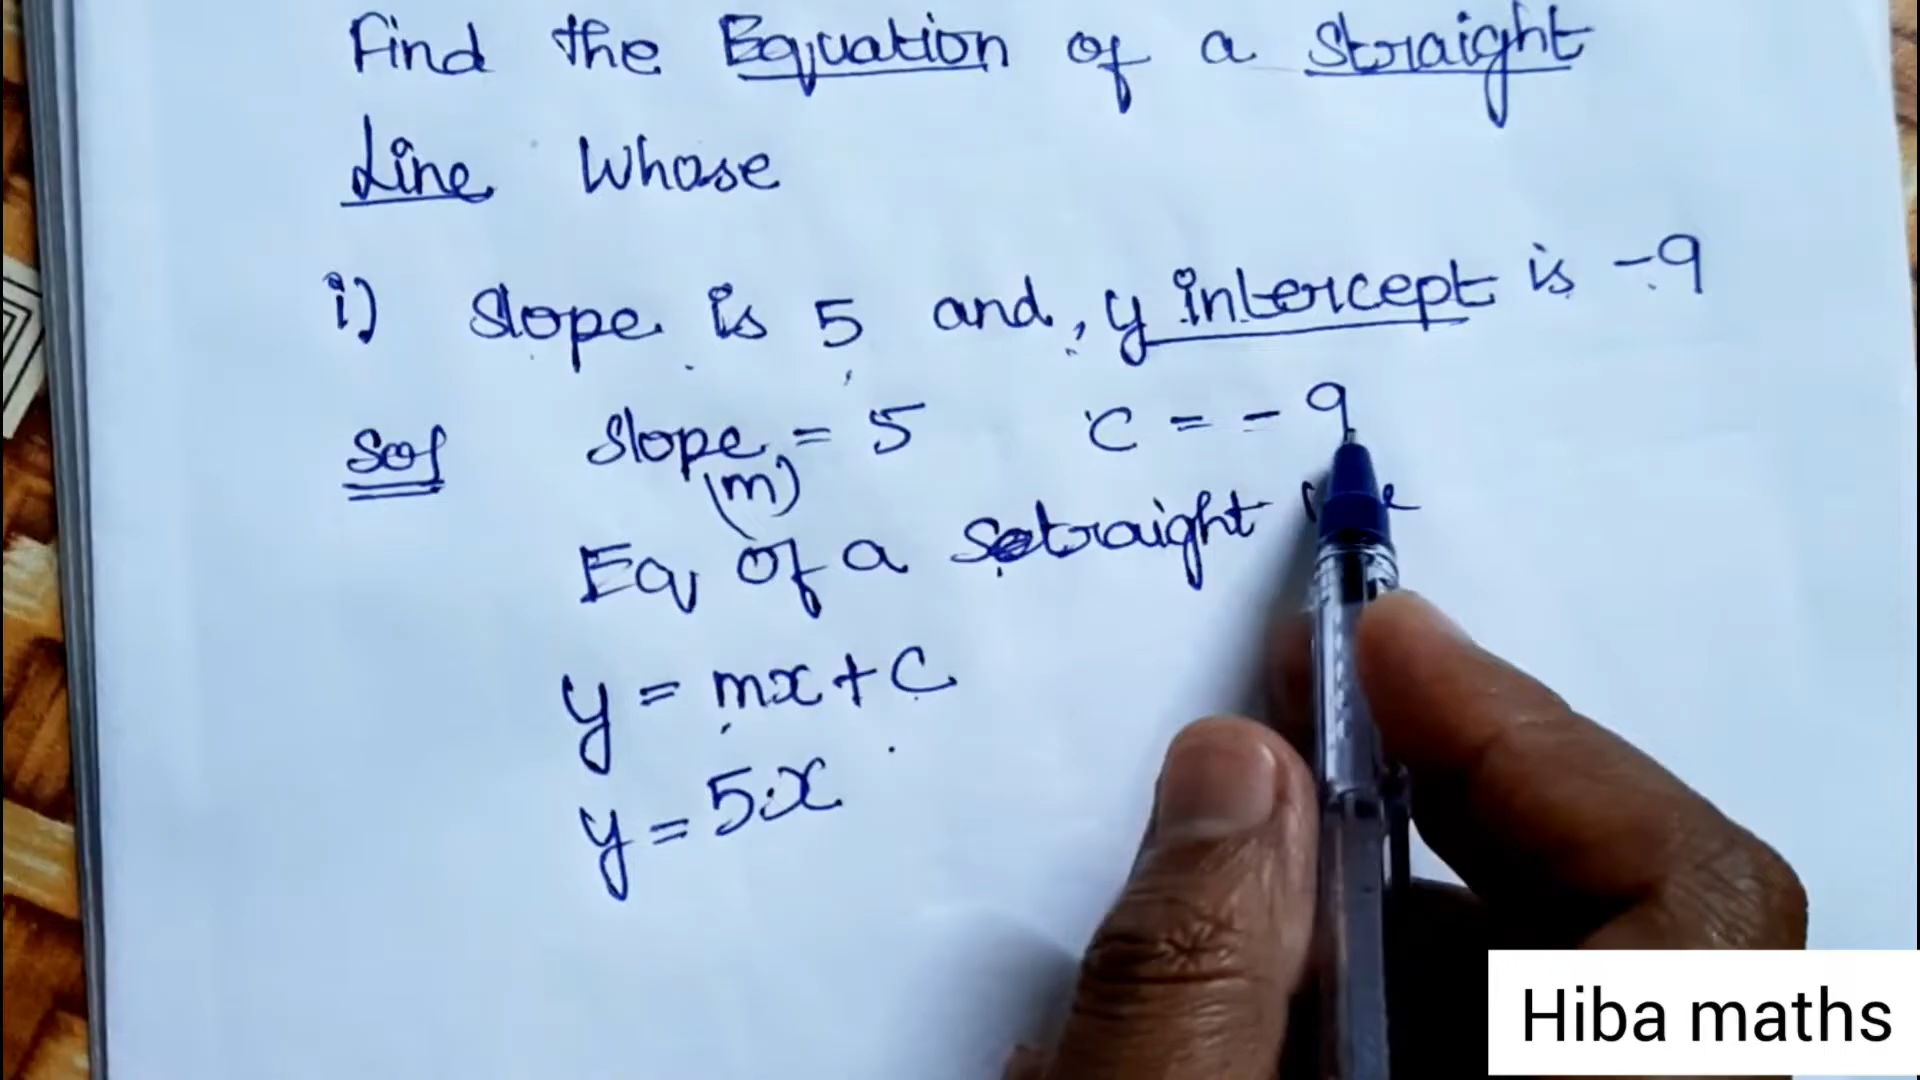 Find the Equation of a Straight
Line Whose
i) Slope is 5 and, y intercept is -9
Sol Slope = 5 C = - 9
(m)
Eq of a Straight
y = mx + c
y = 5x
Hiba maths